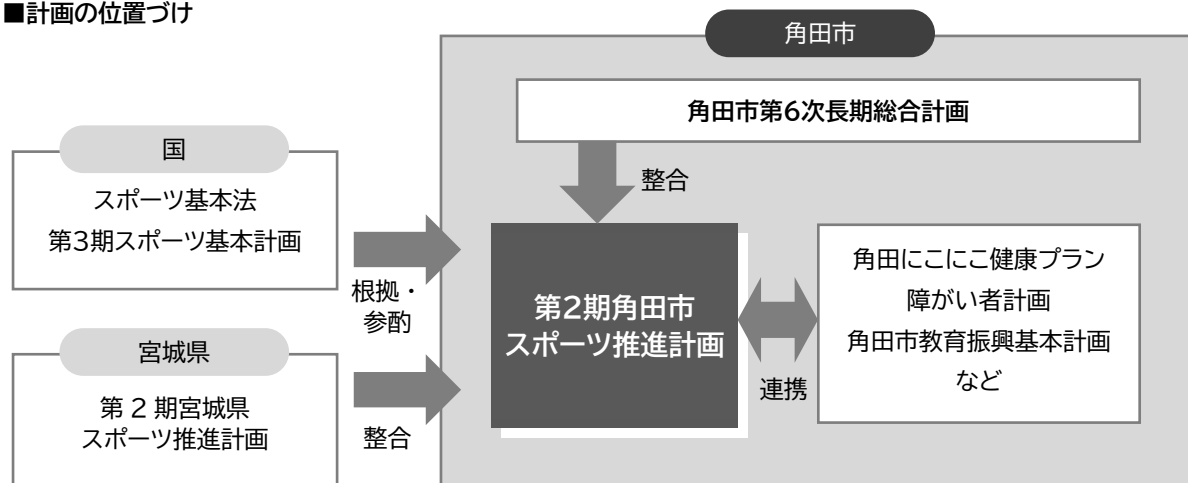 ■計画の位置づけ
角田市
角田市第6次長期総合計画
整合
国
スポーツ基本法
第3期スポーツ基本計画
根拠・
参酌
宮城県
第 2 期宮城県
スポーツ推進計画
整合
第2期角田市
スポーツ推進計画
連携
角田にこにこ健康プラン
障がい者計画
角田市教育振興基本計画
など